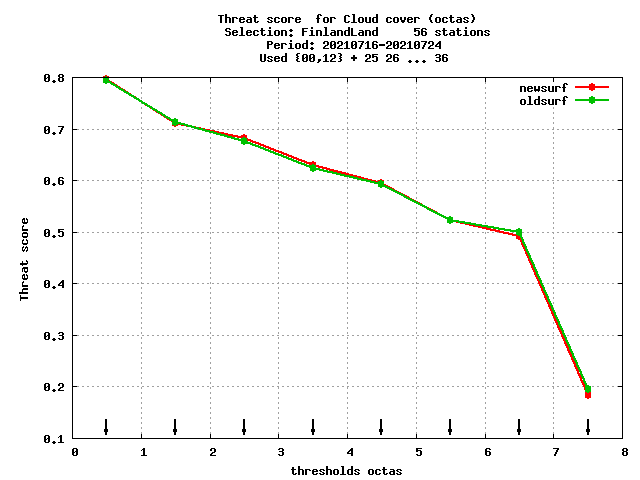 Threat score for Cloud cover (octas)
Selection: FinlandLand 56 stations
Period: 20210716-20210724
Used {00,12} + 25 26 ... 36
newsurf
oldsurf
Threat score
0.8
0.7
0.6
0.5
0.4
0.3
0.2
0.1
0 1 2 3 4 5 6 7 8
thresholds octas